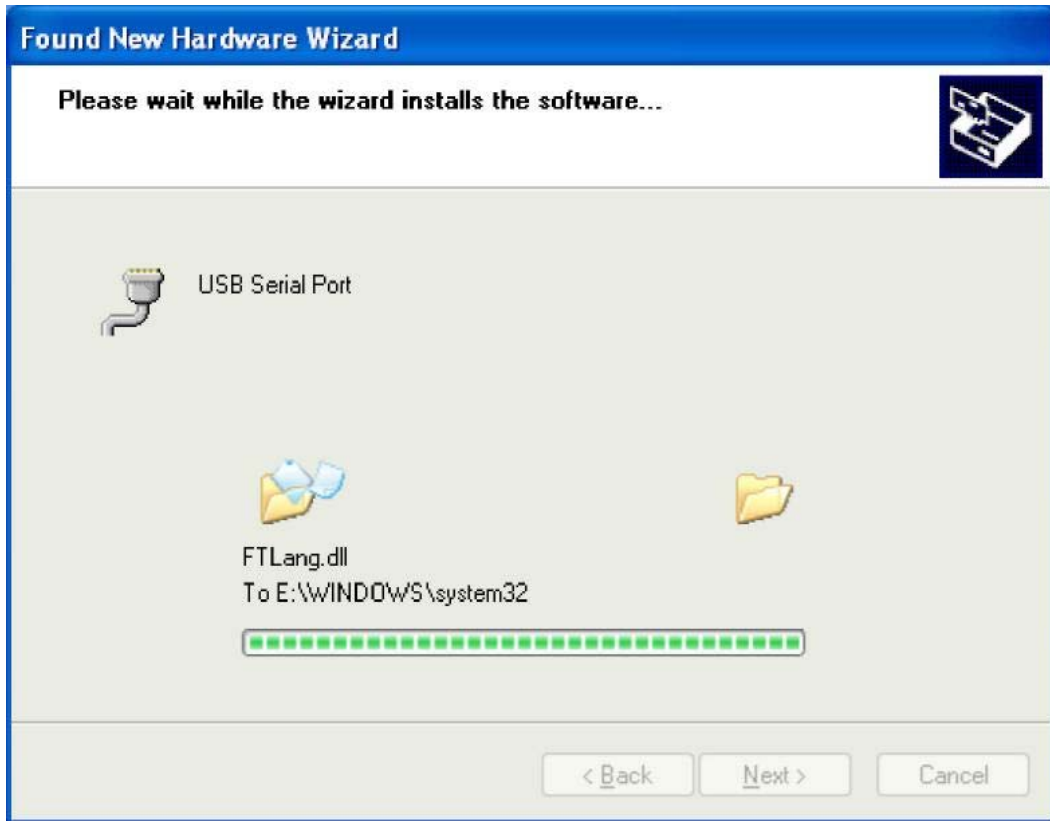 Found New Hardware Wizard
Please wait while the wizard installs the software...
USB Serial Port
FTLang.dll
To E:\WINDOWS\system32
< Back
Next >
Cancel